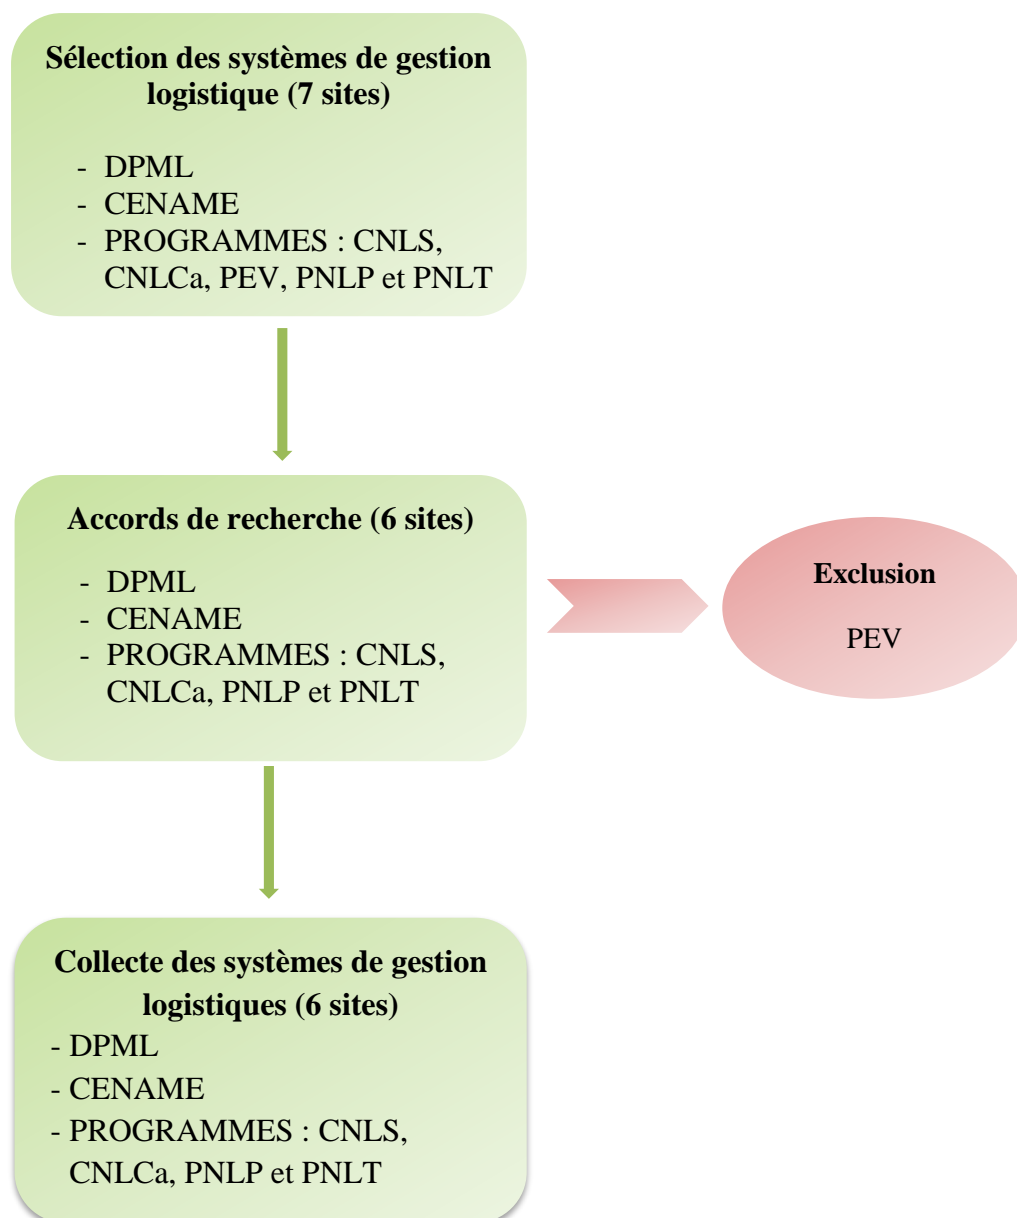 Sélection des systèmes de gestion
logistique (7 sites)
- DPML
- CENAME
- PROGRAMMES : CNLS,
CNLCa, PEV, PNLP et PNLT
Accords de recherche (6 sites)
- DPML
- CENAME
- PROGRAMMES : CNLS,
CNLCa, PNLP et PNLT
Exclusion
PEV
Collecte des systèmes de gestion
logistiques (6 sites)
- DPML
- CENAME
- PROGRAMMES : CNLS,
CNLCa, PNLP et PNLT